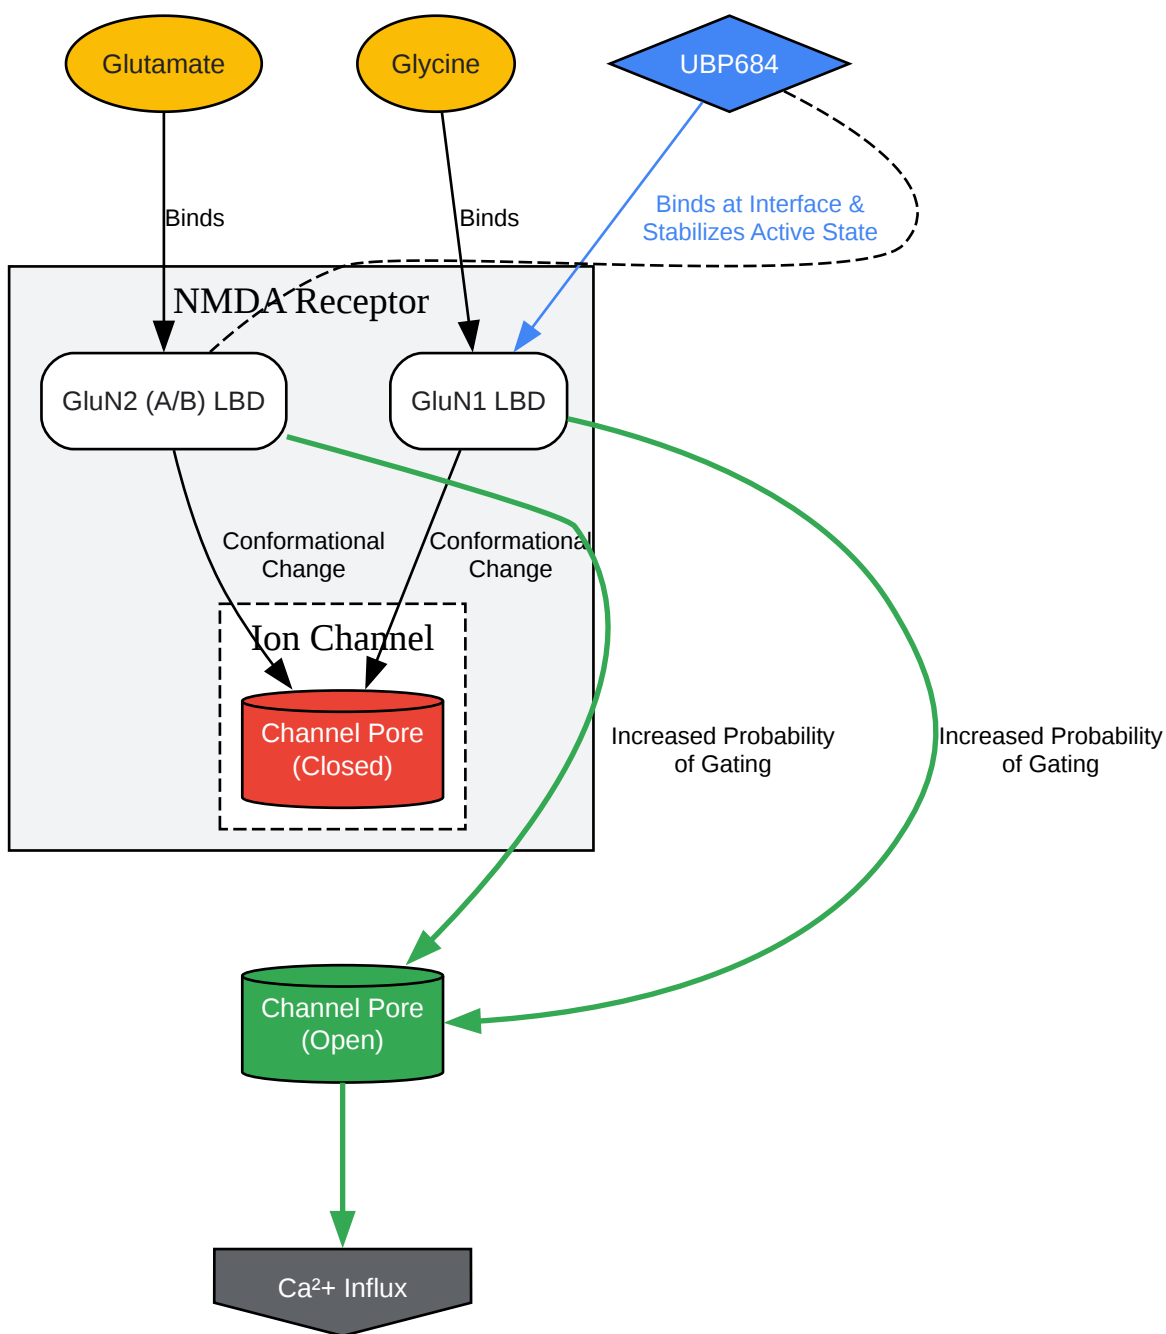 Glutamate
Glycine
UBP684
Binds
Binds
Binds at Interface &
Stabilizes Active State
NMDA Receptor
GluN2 (A/B) LBD
GluN1 LBD
Conformational
Change
Conformational
Change
Ion Channel
Channel Pore
(Closed)
Increased Probability
of Gating
Increased Probability
of Gating
Channel Pore
(Open)
Ca²+ Influx